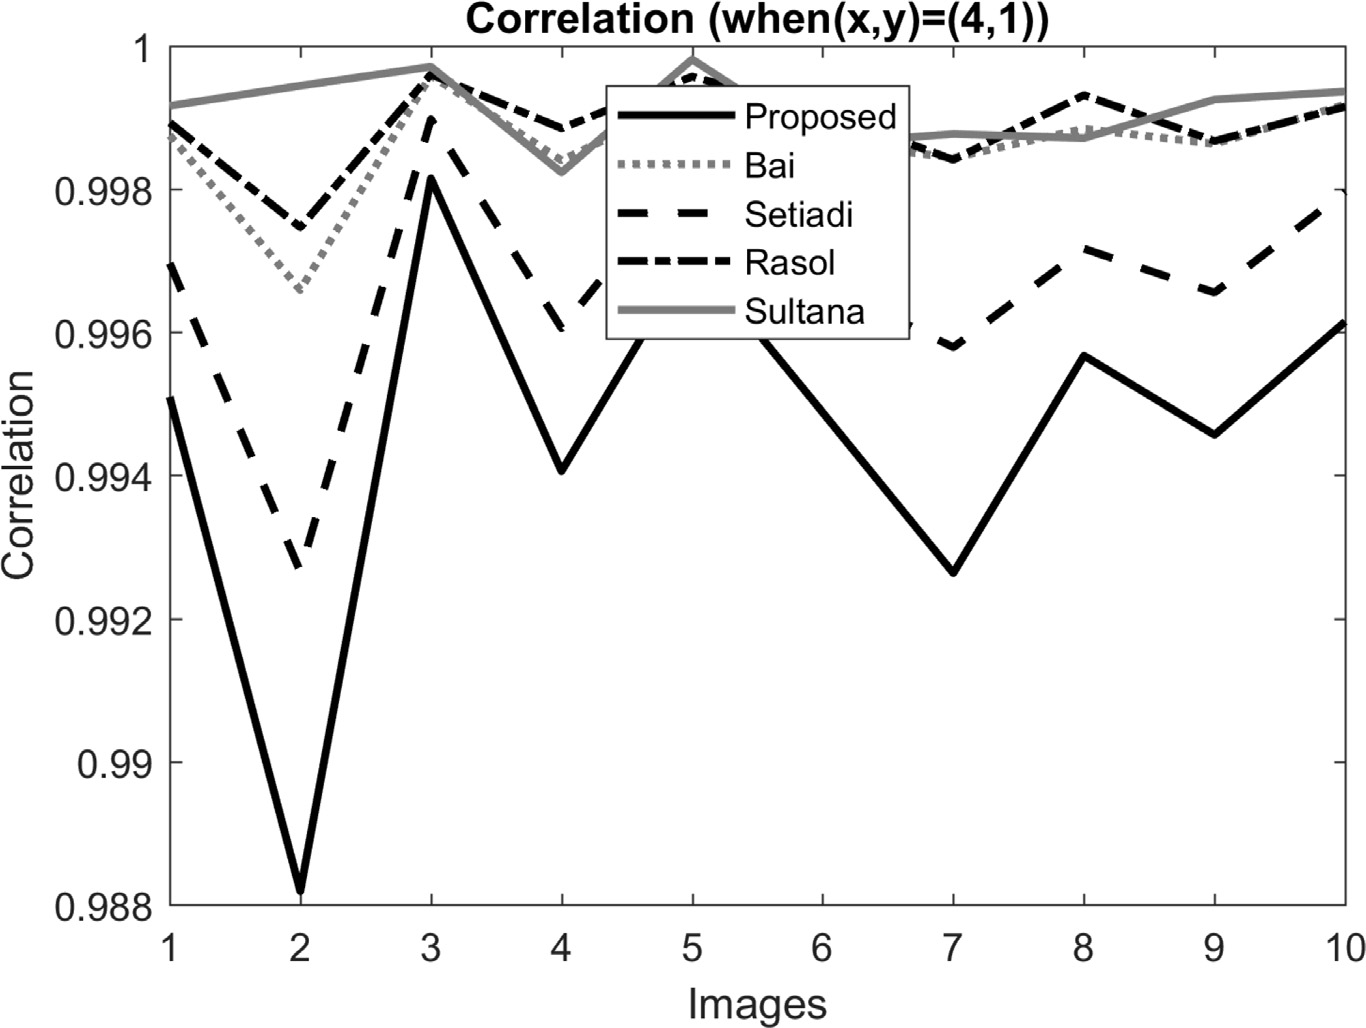 Correlation (when(x,y)=(4,1))
1
0.998
0.996
0.994
0.992
0.99
0.988
Correlation
Proposed
Bai
Setiadi
Rasol
Sultana
1 2 3 4 5 6 7 8 9 10
Images